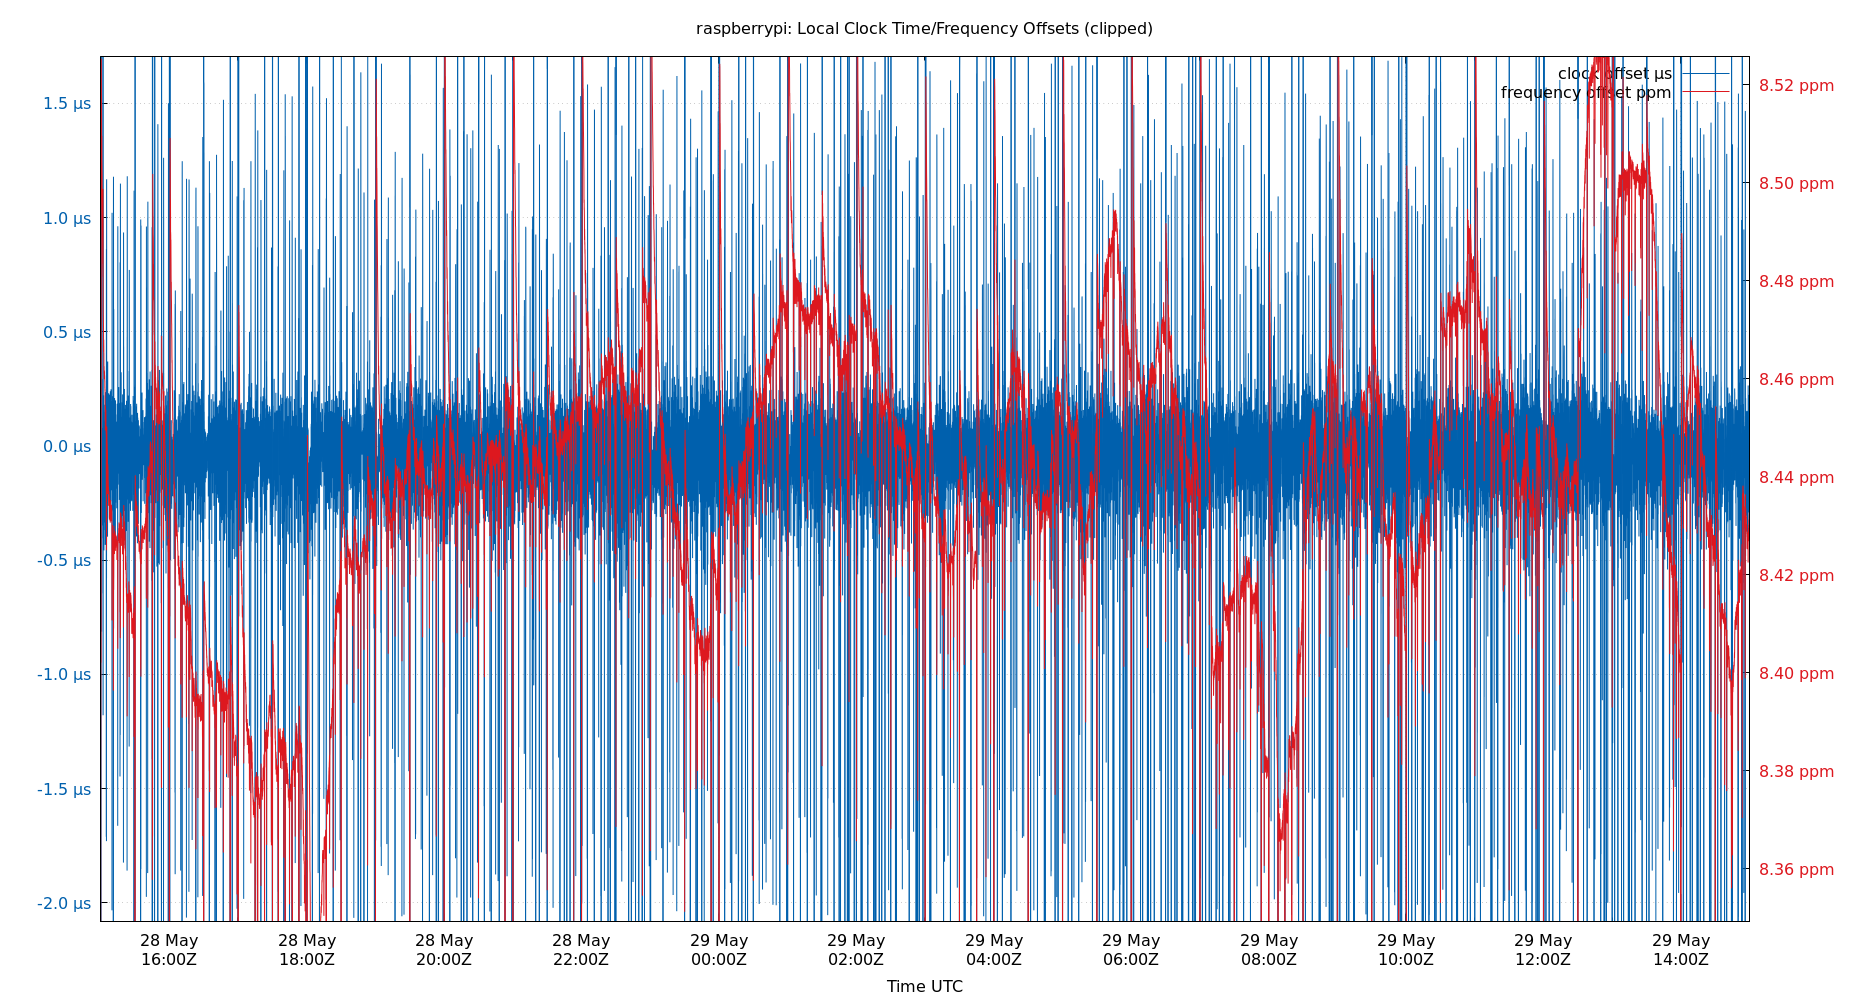 raspberrypi: Local Clock Time/Frequency Offsets (clipped)
clock offset µs
frequency offset ppm
1.5 µs
1.0 µs
0.5 µs
0.0 µs
-0.5 µs
-1.0 µs
-1.5 µs
-2.0 µs
8.52 ppm
8.50 ppm
8.48 ppm
8.46 ppm
8.44 ppm
8.42 ppm
8.40 ppm
8.38 ppm
8.36 ppm
28 May 28 May 28 May 28 May 29 May 29 May 29 May 29 May 29 May 29 May 29 May 29 May
16:00Z 18:00Z 20:00Z 22:00Z 00:00Z 02:00Z 04:00Z 06:00Z 08:00Z 10:00Z 12:00Z 14:00Z
Time UTC